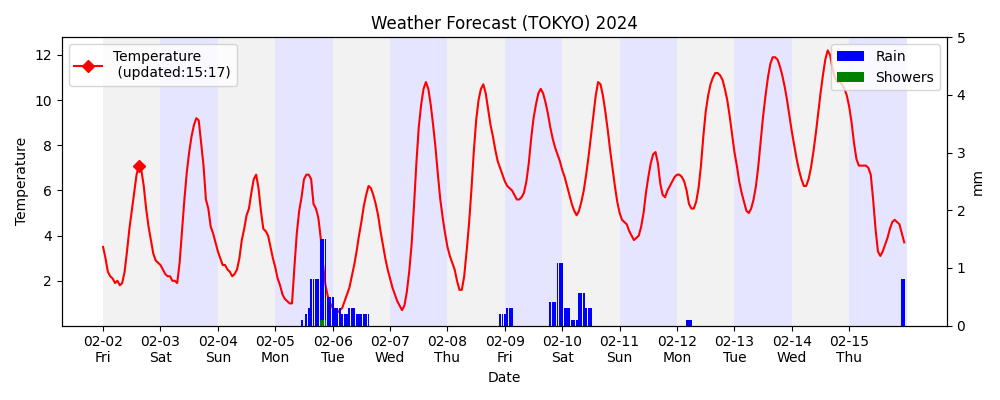 Weather Forecast (TOKYO) 2024
Temperature
(updated:15:17)
Rain
Showers
Temperature
12
10
8
6
4
2
5
4
3
2
1
0
mm
02-02 02-03 02-04 02-05 02-06 02-07 02-08 02-09 02-10 02-11 02-12 02-13 02-14 02-15
Fri Sat Sun Mon Tue Wed Thu Fri Sat Sun Mon Tue Wed Thu
Date